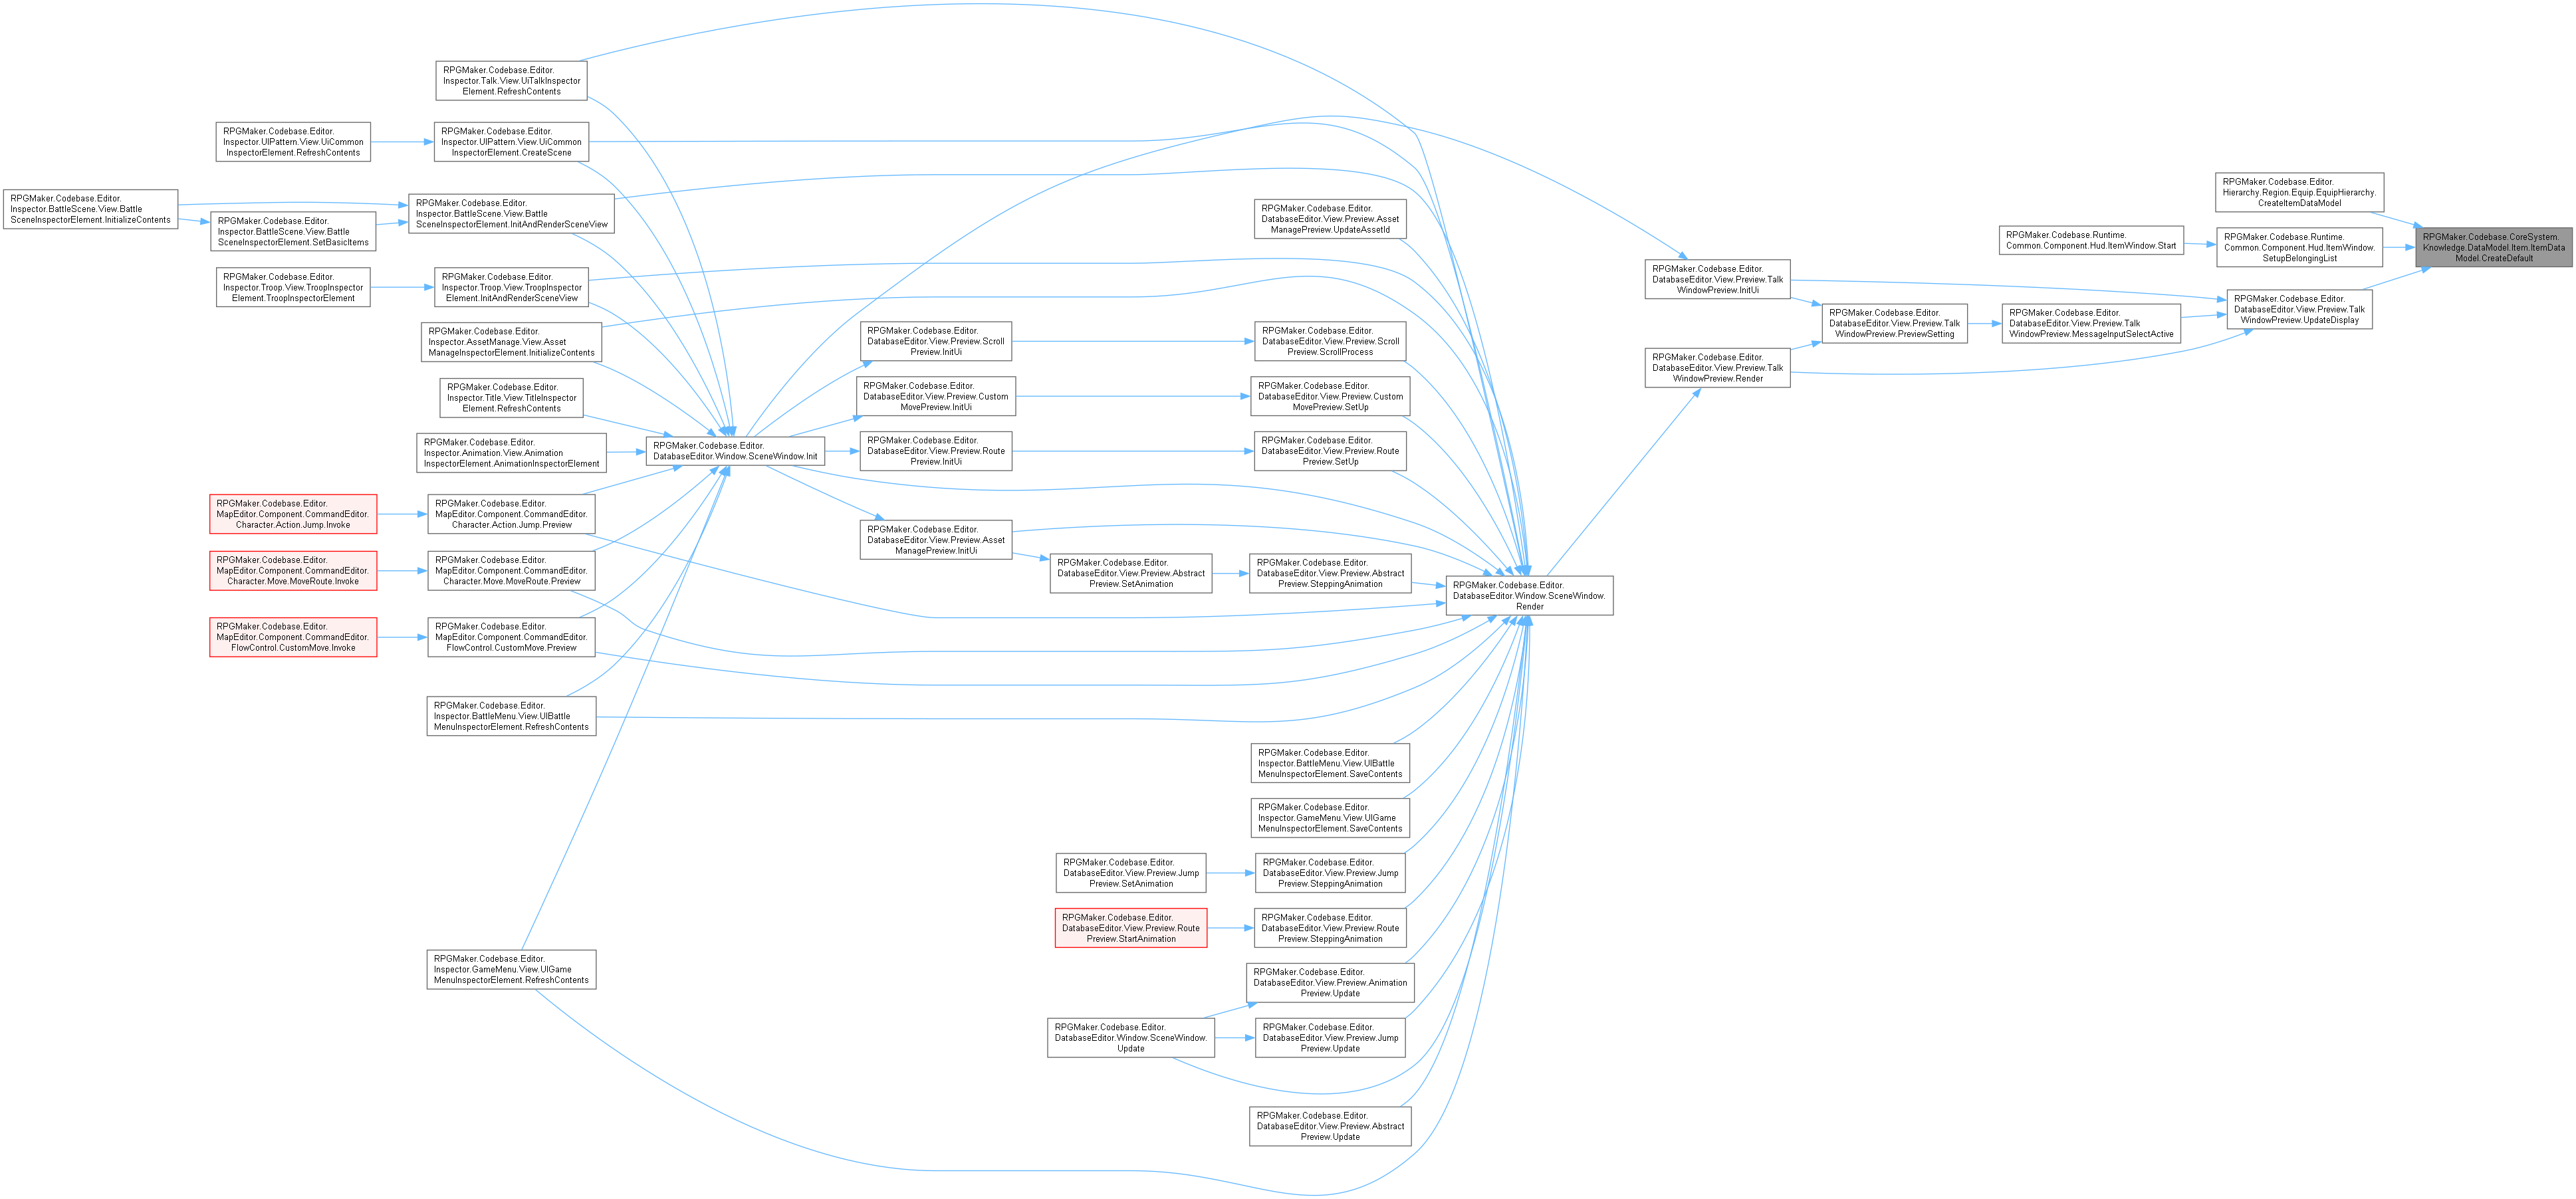 RPGMaker.Codebase.Editor.
Inspector.Talk.View.UiTalkInspector
Element.RefreshContents
RPGMaker.Codebase.Editor.
Inspector.UIPattern.View.UiCommon
InspectorElement.RefreshContents
RPGMaker.Codebase.Editor.
Inspector.UIPattern.View.UiCommon
InspectorElement.CreateScene
RPGMaker.Codebase.Editor.
Inspector.BattleScene.View.Battle
SceneInspectorElement.InitializeContents
RPGMaker.Codebase.Editor.
Inspector.BattleScene.View.Battle
SceneInspectorElement.SetBasicItems
RPGMaker.Codebase.Editor.
Inspector.BattleScene.View.Battle
SceneInspectorElement.InitAndRenderSceneView
RPGMaker.Codebase.Editor.
Inspector.Troop.View.TroopInspector
Element.TroopInspectorElement
RPGMaker.Codebase.Editor.
Inspector.Troop.View.TroopInspector
Element.InitAndRenderSceneView
RPGMaker.Codebase.Editor.
Inspector.AssetManage.View.Asset
ManageInspectorElement.InitializeContents
RPGMaker.Codebase.Editor.
Inspector.Title.View.TitleInspector
Element.RefreshContents
RPGMaker.Codebase.Editor.
Inspector.Animation.View.Animation
InspectorElement.AnimationInspectorElement
RPGMaker.Codebase.Editor.
MapEditor.Component.CommandEditor.
Character.Action.Jump.Invoke
RPGMaker.Codebase.Editor.
MapEditor.Component.CommandEditor.
Character.Action.Jump.Preview
RPGMaker.Codebase.Editor.
MapEditor.Component.CommandEditor.
Character.Move.MoveRoute.Invoke
RPGMaker.Codebase.Editor.
MapEditor.Component.CommandEditor.
Character.Move.MoveRoute.Preview
RPGMaker.Codebase.Editor.
MapEditor.Component.CommandEditor.
FlowControl.CustomMove.Invoke
RPGMaker.Codebase.Editor.
MapEditor.Component.CommandEditor.
FlowControl.CustomMove.Preview
RPGMaker.Codebase.Editor.
Inspector.BattleMenu.View.UIBattle
MenuInspectorElement.RefreshContents
RPGMaker.Codebase.Editor.
Inspector.GameMenu.View.UIGame
MenuInspectorElement.RefreshContents
RPGMaker.Codebase.Editor.
DatabaseEditor.Window.SceneWindow.Init
RPGMaker.Codebase.Editor.
DatabaseEditor.View.Preview.Scroll
Preview.InitUi
RPGMaker.Codebase.Editor.
DatabaseEditor.View.Preview.Custom
MovePreview.InitUi
RPGMaker.Codebase.Editor.
DatabaseEditor.View.Preview.Route
Preview.InitUi
RPGMaker.Codebase.Editor.
DatabaseEditor.View.Preview.Asset
ManagePreview.InitUi
RPGMaker.Codebase.Editor.
DatabaseEditor.View.Preview.Abstract
Preview.SetAnimation
RPGMaker.Codebase.Editor.
DatabaseEditor.View.Preview.Asset
ManagePreview.UpdateAssetId
RPGMaker.Codebase.Editor.
DatabaseEditor.View.Preview.Scroll
Preview.ScrollProcess
RPGMaker.Codebase.Editor.
DatabaseEditor.View.Preview.Custom
MovePreview.SetUp
RPGMaker.Codebase.Editor.
DatabaseEditor.View.Preview.Route
Preview.SetUp
RPGMaker.Codebase.Editor.
DatabaseEditor.View.Preview.Abstract
Preview.SteppingAnimation
RPGMaker.Codebase.Editor.
DatabaseEditor.Window.SceneWindow.
Render
RPGMaker.Codebase.Editor.
Inspector.BattleMenu.View.UIBattle
MenuInspectorElement.SaveContents
RPGMaker.Codebase.Editor.
Inspector.GameMenu.View.UIGame
MenuInspectorElement.SaveContents
RPGMaker.Codebase.Editor.
DatabaseEditor.View.Preview.Jump
Preview.SetAnimation
RPGMaker.Codebase.Editor.
DatabaseEditor.View.Preview.Jump
Preview.SteppingAnimation
RPGMaker.Codebase.Editor.
DatabaseEditor.View.Preview.Route
Preview.StartAnimation
RPGMaker.Codebase.Editor.
DatabaseEditor.View.Preview.Route
Preview.SteppingAnimation
RPGMaker.Codebase.Editor.
DatabaseEditor.View.Preview.Animation
Preview.Update
RPGMaker.Codebase.Editor.
DatabaseEditor.Window.SceneWindow.
Update
RPGMaker.Codebase.Editor.
DatabaseEditor.View.Preview.Jump
Preview.Update
RPGMaker.Codebase.Editor.
DatabaseEditor.View.Preview.Abstract
Preview.Update
RPGMaker.Codebase.Editor.
DatabaseEditor.View.Preview.Talk
WindowPreview.InitUi
RPGMaker.Codebase.Editor.
DatabaseEditor.View.Preview.Talk
WindowPreview.Render
RPGMaker.Codebase.Editor.
DatabaseEditor.View.Preview.Talk
WindowPreview.PreviewSetting
RPGMaker.Codebase.Editor.
DatabaseEditor.View.Preview.Talk
WindowPreview.MessageInputSelectActive
RPGMaker.Codebase.Runtime.
Common.Component.Hud.ItemWindow.Start
RPGMaker.Codebase.Editor.
Hierarchy.Region.Equip.EquipHierarchy.
CreateItemDataModel
RPGMaker.Codebase.Runtime.
Common.Component.Hud.ItemWindow.
SetupBelongingList
RPGMaker.Codebase.Editor.
DatabaseEditor.View.Preview.Talk
WindowPreview.UpdateDisplay
RPGMaker.Codebase.CoreSystem.
Knowledge.DataModel.Item.ItemData
Model.CreateDefault